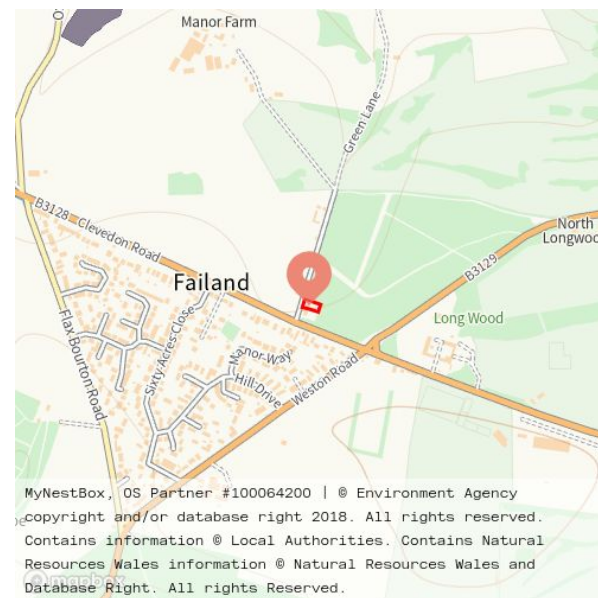 Manor Farm
Green Lane
B3128
Clevedon Road
North
Longwoo
B3129
Failand
Long Wood
Flax Bourton Road
Sixty Acres Close
Manor Way
Hill Drive
Weston Road
MyNestBox, OS Partner #100064200 | © Environment Agency
copyright and/or database right 2018. All rights reserved.
Contains information © Local Authorities. Contains Natural
Resources Wales information © Natural Resources Wales and
Database Right. All rights Reserved.
mapbox